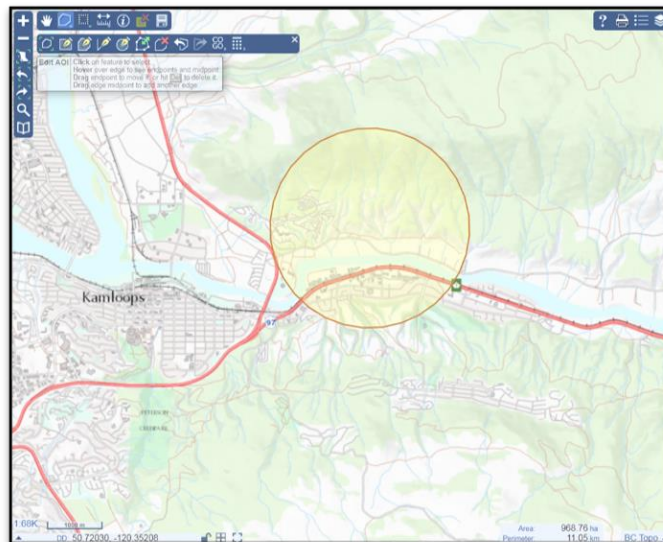 Edit AOI
Click on feature to select.
Hover over edge to see endpoints and midpoint.
Drag endpoint to move it or hit Del to delete it.
Drag edge midpoint to add another edge.
Kamloops
97
1:68K
DD 50.72030, -120.35208
Area 968.76 ha
Perimeter 11.05 km
BC Topo